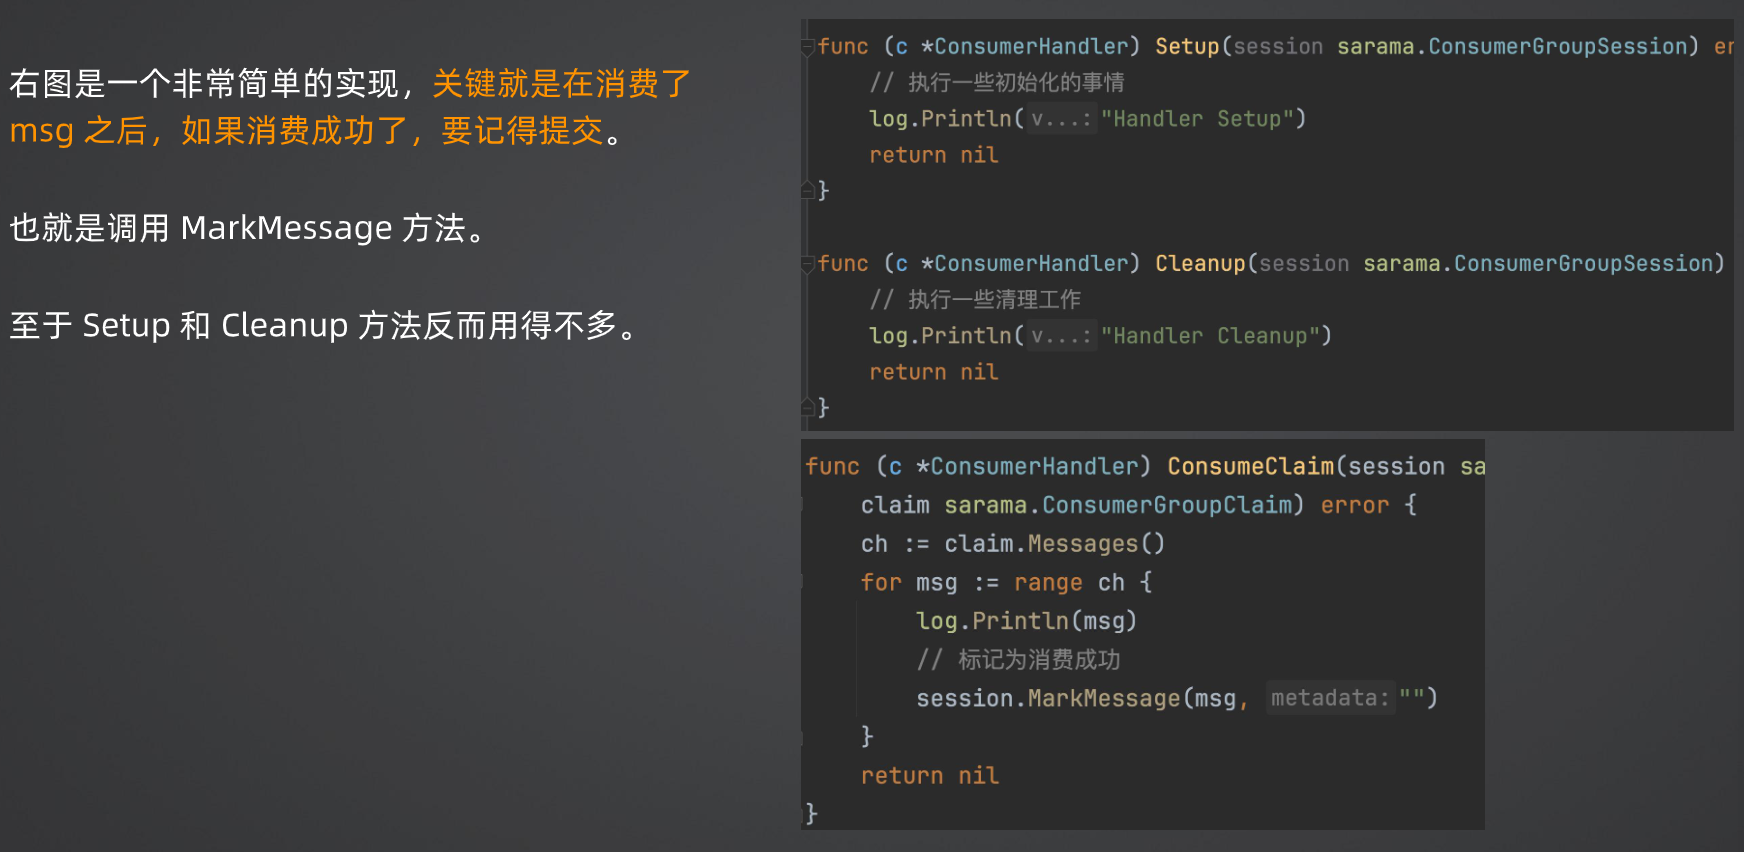 右图是一个非常简单的实现，关键就是在消费了
msg 之后，如果消费成功了，要记得提交。
也就是调用 MarkMessage 方法。
至于 Setup 和 Cleanup 方法反而用得不多。
func (c *ConsumerHandler) Setup(session sarama.ConsumerGroupSession) er
// 执行一些初始化的事情
log.Println(v...:"Handler Setup")
return nil
}
func (c *ConsumerHandler) Cleanup(session sarama.ConsumerGroupSession)
// 执行一些清理工作
log.Println(v...:"Handler Cleanup")
return nil
}
func (c *ConsumerHandler) ConsumeClaim(session sa
claim sarama.ConsumerGroupClaim) error {
ch := claim.Messages()
for msg := range ch {
log.Println(msg)
// 标记为消费成功
session.MarkMessage(msg, metadata:"")
}
return nil
}